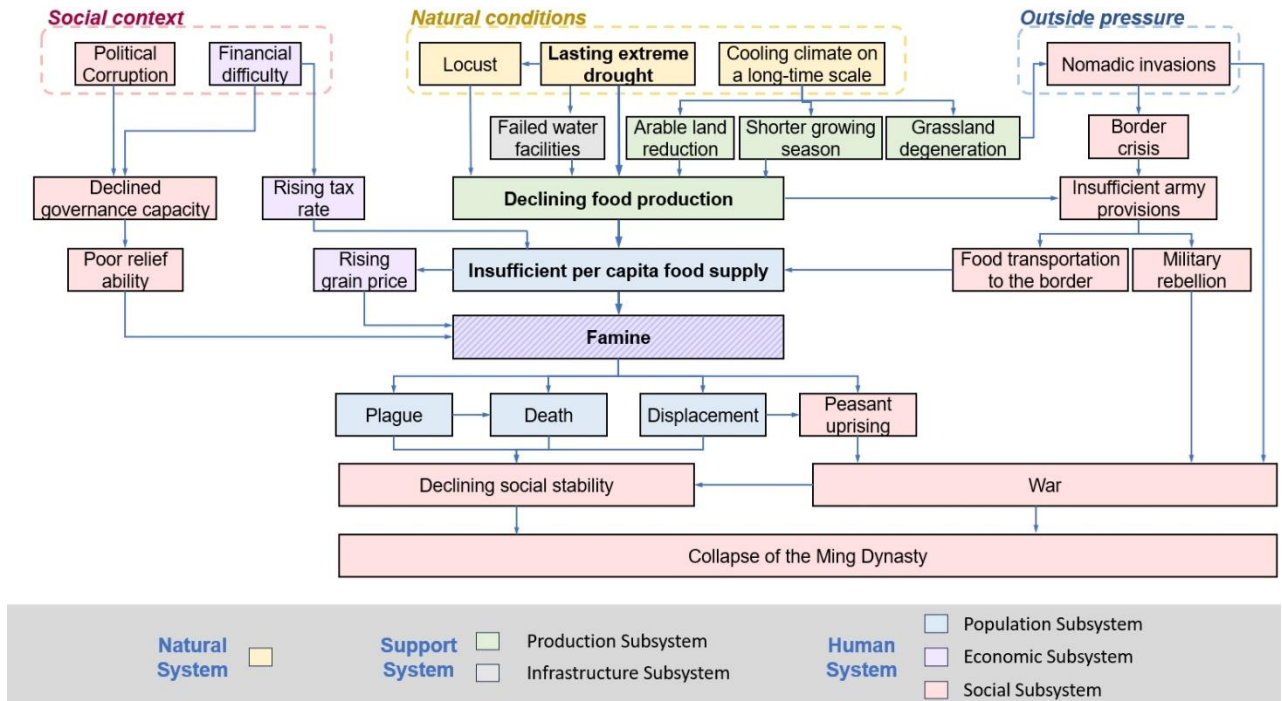 Social context
Natural conditions
Outside pressure
Political
Corruption
Financial
difficulty
Locust
Lasting extreme
drought
Cooling climate on
a long-time scale
Nomadic invasions
Failed water
facilities
Arable land
reduction
Shorter growing
season
Grassland
degeneration
Border
crisis
Declined
governance capacity
Rising tax
rate
Declining food production
Insufficient army
provisions
Poor relief
ability
Rising
grain price
Insufficient per capita food supply
Food transportation
to the border
Military
rebellion
Famine
Plague
Death
Displacement
Peasant
uprising
Declining social stability
War
Collapse of the Ming Dynasty
Natural
System
Support
System
Production Subsystem
Infrastructure Subsystem
Human
System
Population Subsystem
Economic Subsystem
Social Subsystem